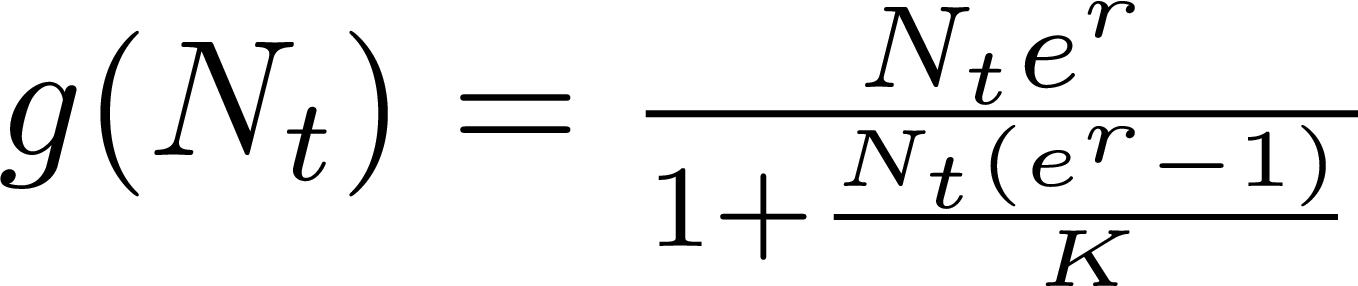 g(N_t) = \frac{N_t e^r}{1+\frac{N_t(e^r-1)}{K}}